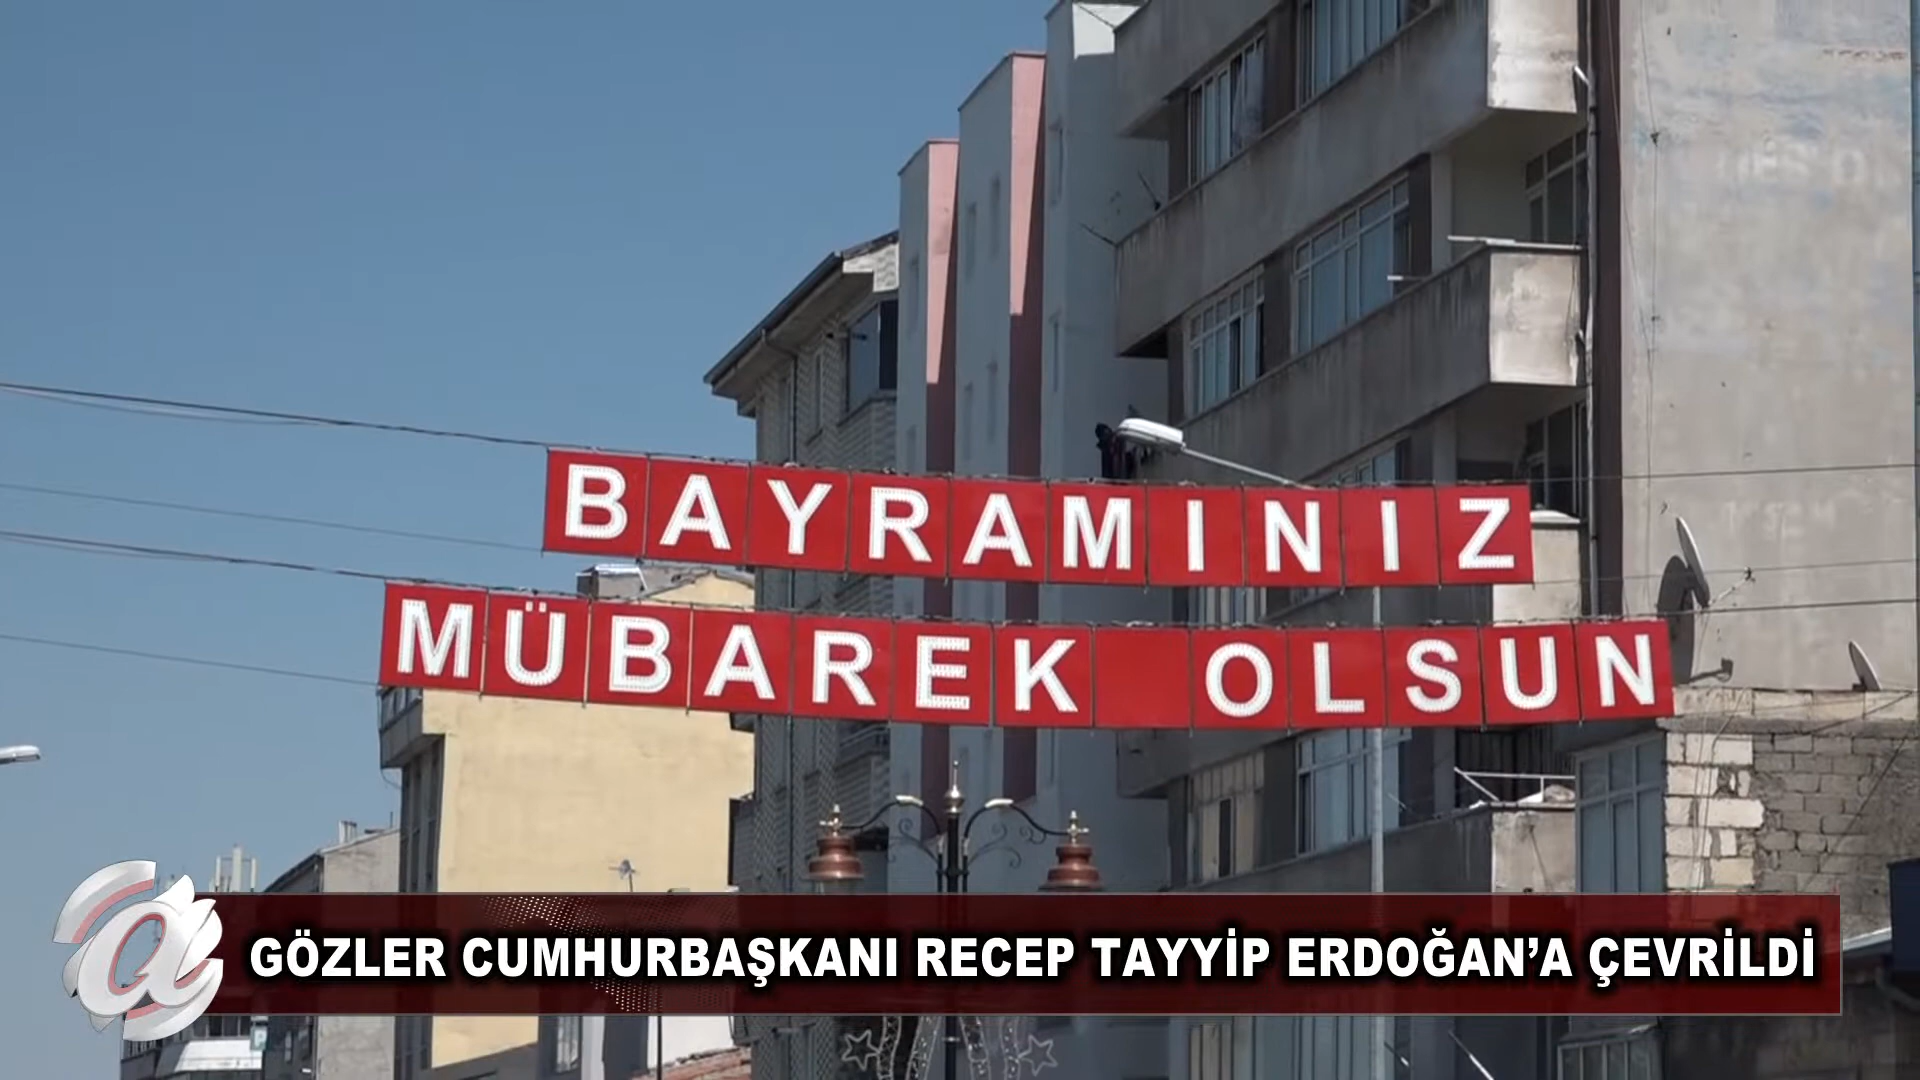 BAYRAMINIZ
MÜBAREK OLSUN
GÖZLER CUMHURBAŞKANI RECEP TAYYİP ERDOĞAN'A ÇEVRİLDİ